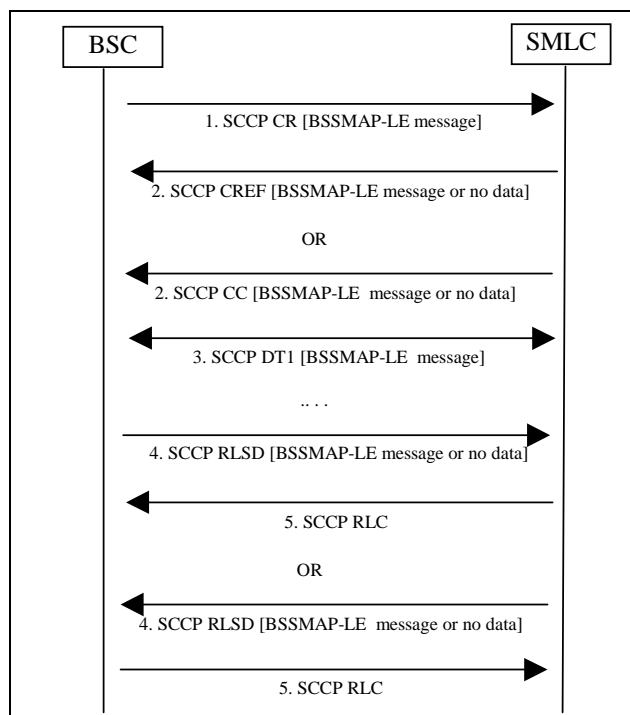 BSC SMLC
1. SCCP CR [BSSMAP-LE message]
2. SCCP CREF [BSSMAP-LE message or no data]
OR
2. SCCP CC [BSSMAP-LE message or no data]
3. SCCP DT1 [BSSMAP-LE message]
.. . .
4. SCCP RLSD [BSSMAP-LE message or no data]
5. SCCP RLC
OR
4. SCCP RLSD [BSSMAP-LE message or no data]
5. SCCP RLC